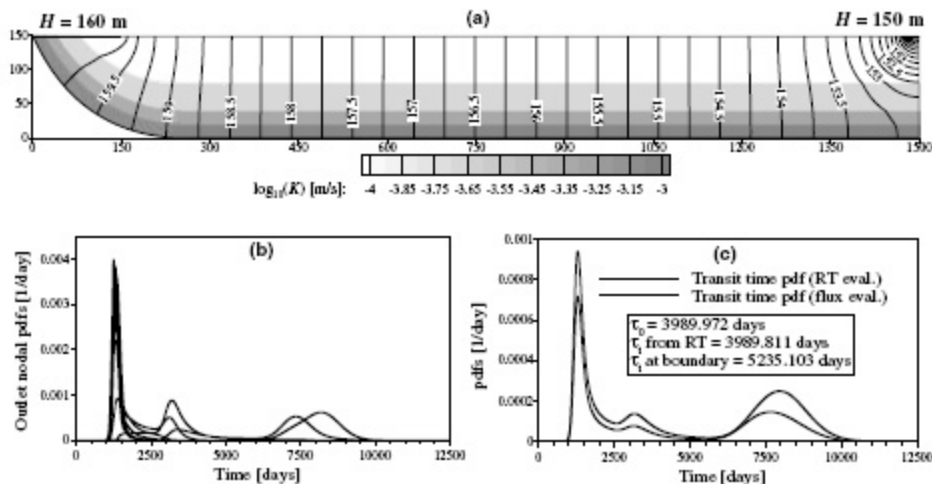 (a)
H = 160 m
H = 150 m
150
100
50
0
159.5
159
158.5
158
157.5
157
156.5
156
155.5
155
154.5
154
153.5
153
0 150 300 450 600 750 900 1050 1200 1350 1500
log10(K) [m/s]:
-4 -3.85 -3.75 -3.65 -3.55 -3.45 -3.35 -3.25 -3.15 -3
(b)
Outlet nodal pdfs [1/day]
0.004
0.003
0.002
0.001
0
0 2500 5000 7500 10000 12500
Time [days]
(c)
pdfs [1/day]
0.001
0.0008
0.0006
0.0004
0.0002
0
Transit time pdf (RT eval.)
Transit time pdf (flux eval.)
τ0 = 3989.972 days
τt from RT = 3989.811 days
τt at boundary = 5235.103 days
0 2500 5000 7500 10000 12500
Time [days]